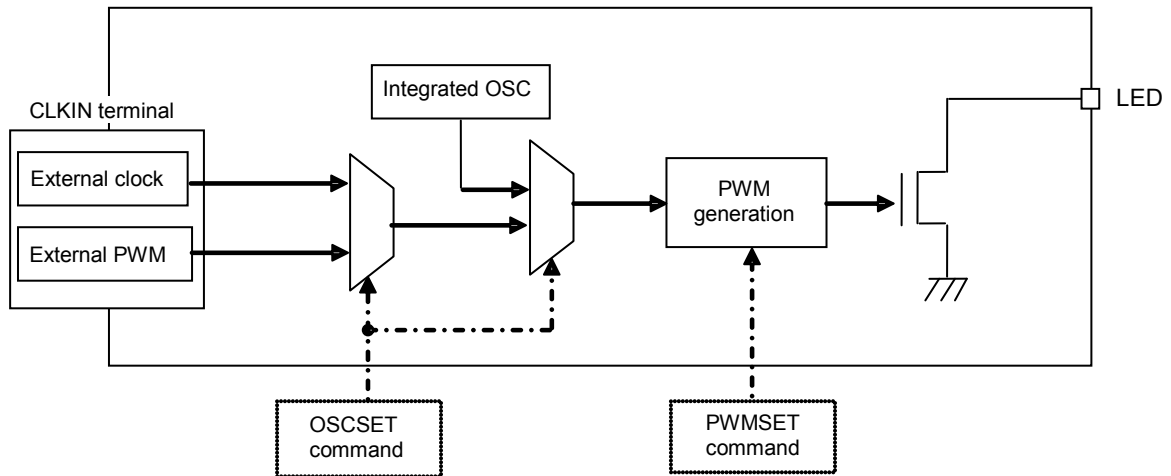 Integrated OSC
LED
CLKIN terminal
External clock
PWM
generation
External PWM
OSCSET
command
PWMSET
command